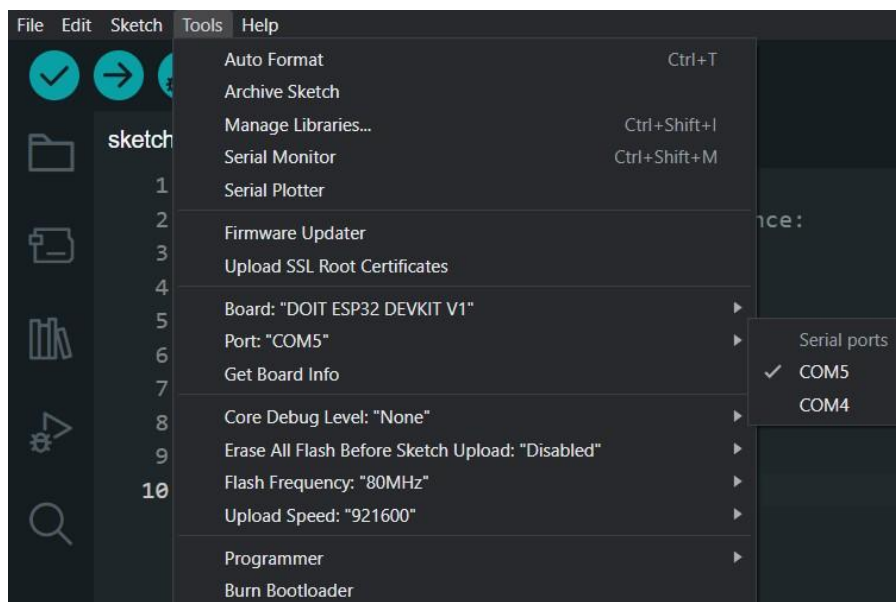 File Edit Sketch Tools Help
Auto Format Ctrl+T
Archive Sketch
Manage Libraries... Ctrl+Shift+I
sketch
Serial Monitor Ctrl+Shift+M
1
Serial Plotter
2
nce:
Firmware Updater
3
Upload SSL Root Certificates
4
Board: "DOIT ESP32 DEVKIT V1"
5
Port: "COM5"
Serial ports
6
Get Board Info
COM5
7
COM4
8
Core Debug Level: "None"
9
Erase All Flash Before Sketch Upload: "Disabled"
Flash Frequency: "80MHz"
10
Upload Speed: "921600"
Programmer
Burn Bootloader